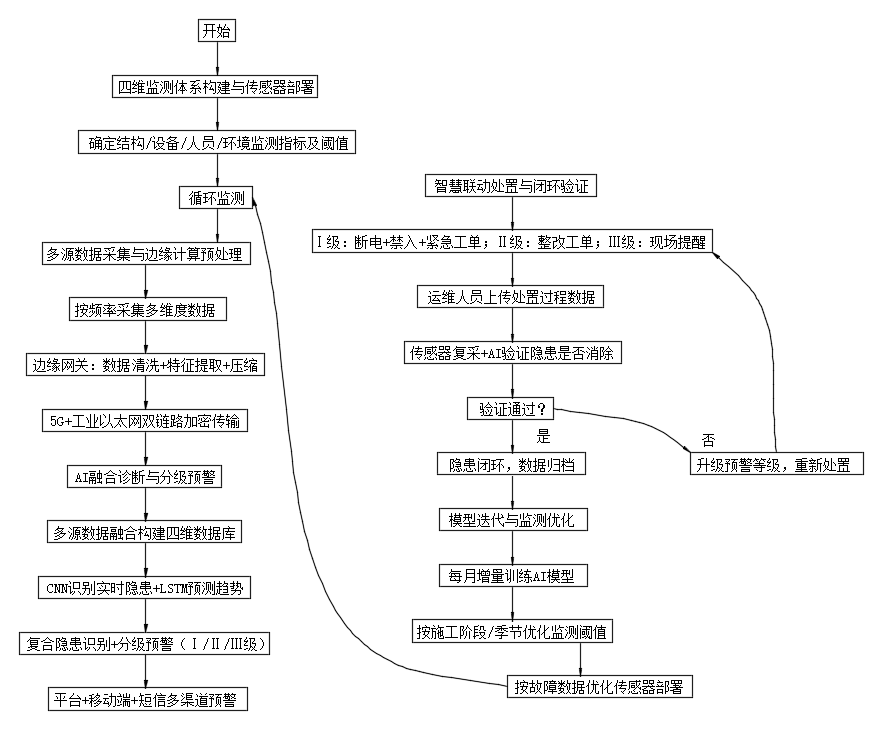 开始
四维监测体系构建与传感器部署
确定结构/设备/人员/环境监测指标及阈值
循环监测
多源数据采集与边缘计算预处理
按频率采集多维度数据
边缘网关：数据清洗+特征提取+压缩
5G+工业以太网双链路加密传输
AI融合诊断与分级预警
多源数据融合构建四维数据库
CNN识别实时隐患+LSTM预测趋势
复合隐患识别+分级预警（Ⅰ/Ⅱ/Ⅲ级）
平台+移动端+短信多渠道预警
智慧联动处置与闭环验证
Ⅰ级：断电+禁入+紧急工单；Ⅱ级：整改工单；Ⅲ级：现场提醒
运维人员上传处置过程数据
传感器复采+AI验证隐患是否消除
验证通过？
是
否
隐患闭环，数据归档
升级预警等级，重新处置
模型迭代与监测优化
每月增量训练AI模型
按施工阶段/季节优化监测阈值
按故障数据优化传感器部署